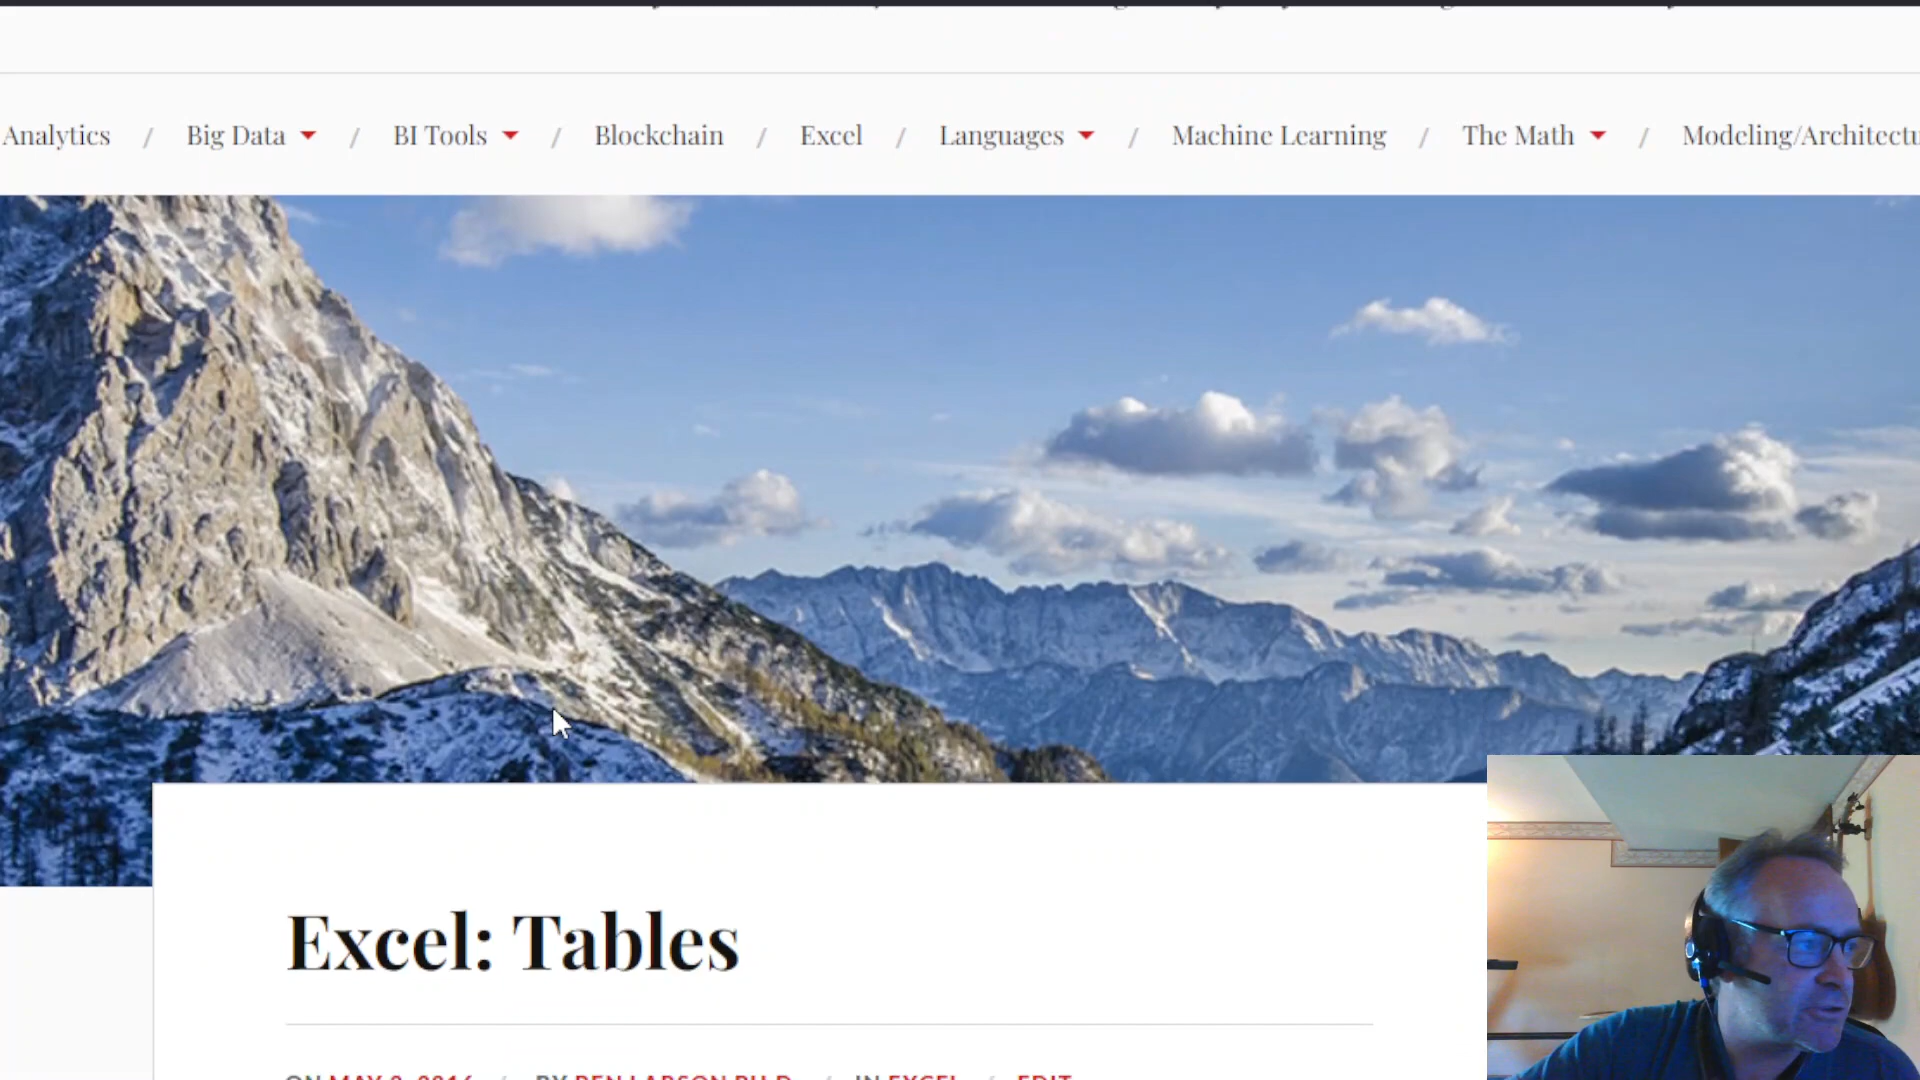 Analytics / Big Data / BI Tools / Blockchain / Excel / Languages / Machine Learning / The Math / Modeling/Architectu
Excel: Tables
ON MAY 2, 2016 / BY BEN LARSON PH.D. / IN EXCEL / EDIT